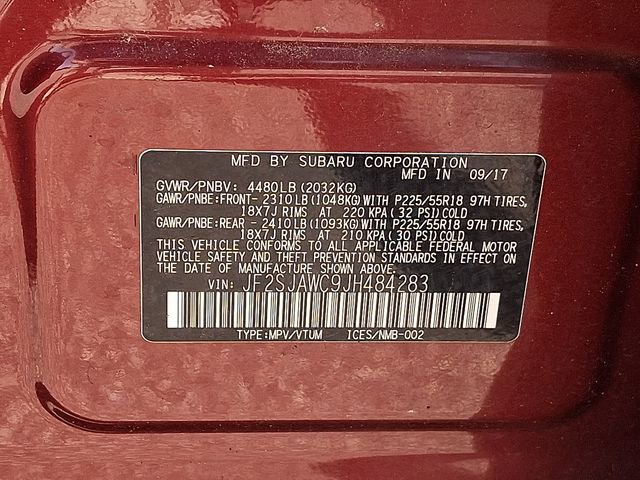 MFD BY SUBARU CORPORATION
MFD IN 09/17
GVWR/PNBV: 4480LB(2032KG)
GAWR/PNBE:FRONT-2310LB(1048KG)WITH P225/55R18 97H TIRES,
18X7J RIMS AT 220 KPA(32 PSI)COLD
GAWR/PNBE:REAR -2410LB(1093KG)WITH P225/55R18 97H TIRES,
18X7J RIMS AT 210 KPA(30 PSI)COLD
THIS VEHICLE CONFORMS TO ALL APPLICABLE FEDERAL MOTOR
VEHICLE SAFETY AND THEFT PREVENTION STANDARDS IN EFFECT ON
THE DATE OF MANUFACTURE SHOWN ABOVE.
VIN: JF2SJAWC9JH484283
TYPE:MPV/VTUM ICES/NMB-002